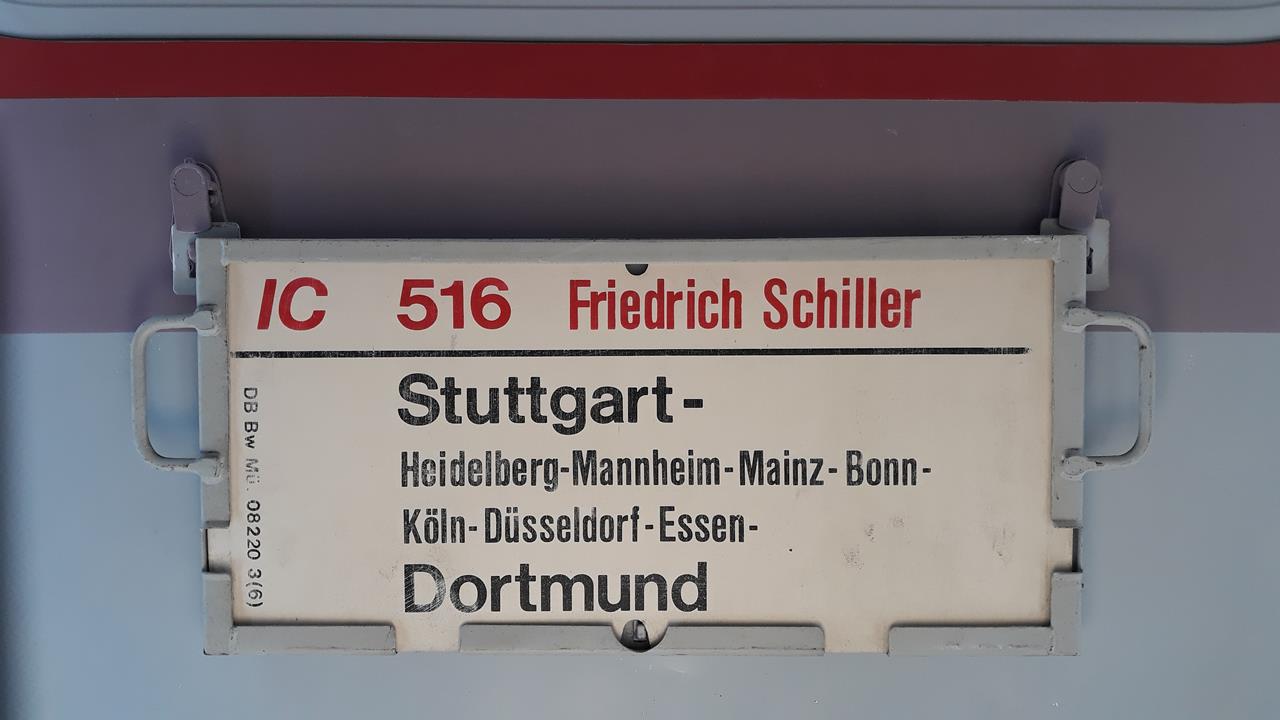 IC 516 Friedrich Schiller
Stuttgart-
Heidelberg-Mannheim-Mainz-Bonn-
Köln-Düsseldorf-Essen-
Dortmund
DB Bw Mü. 08220 3(6)